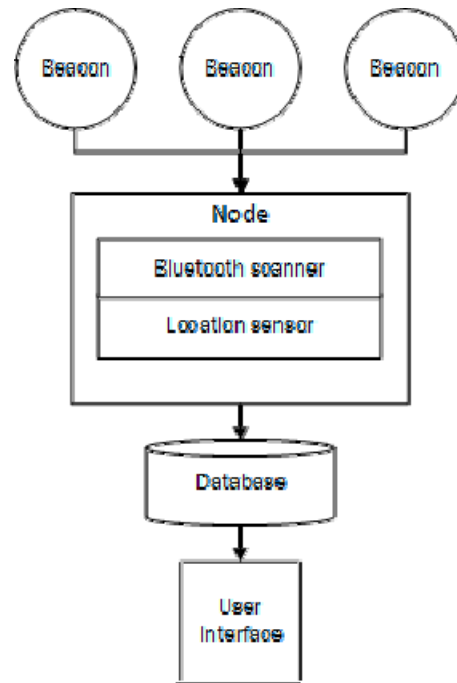 Beacon Beacon Beacon
Node
Bluetooth scanner
Location sensor
Database
User
Interface